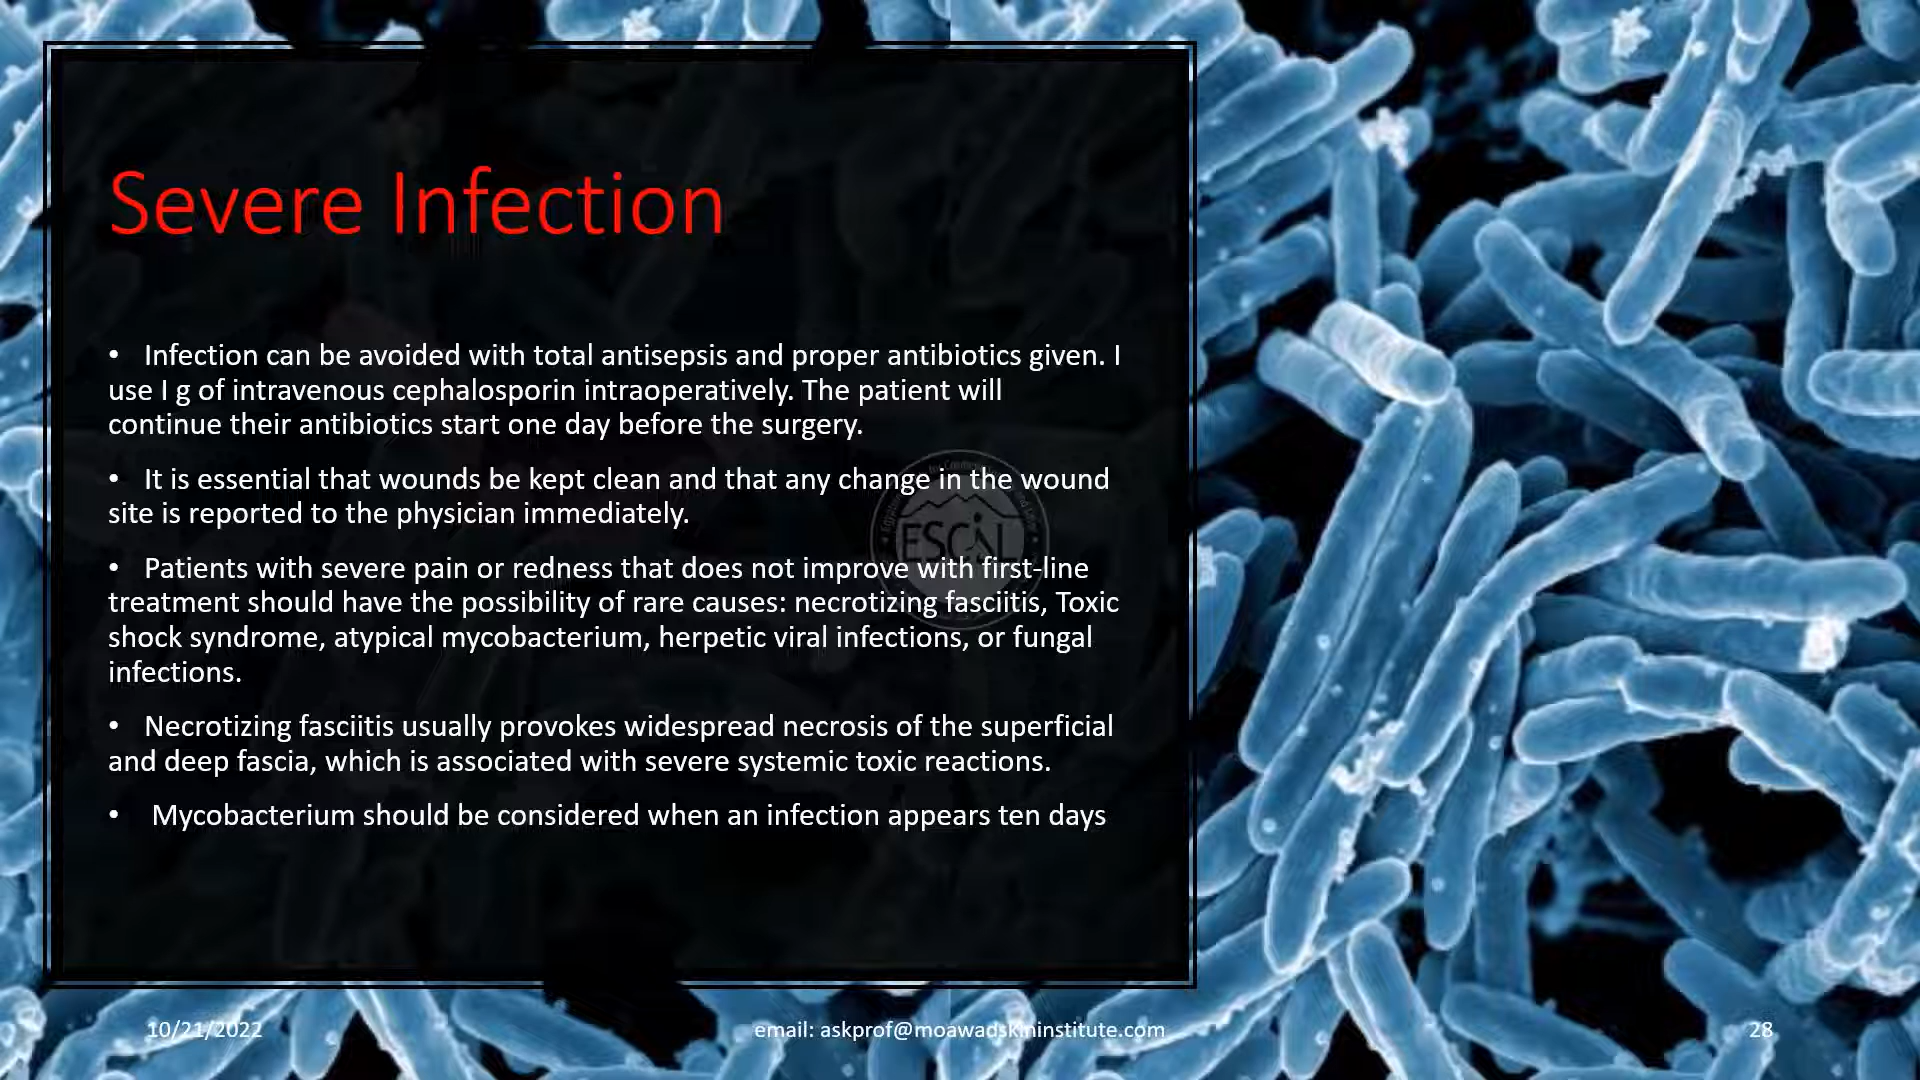 Severe Infection
• Infection can be avoided with total antisepsis and proper antibiotics given. I
use I g of intravenous cephalosporin intraoperatively. The patient will
continue their antibiotics start one day before the surgery.
• It is essential that wounds be kept clean and that any change in the wound
site is reported to the physician immediately.
• Patients with severe pain or redness that does not improve with first-line
treatment should have the possibility of rare causes: necrotizing fasciitis, Toxic
shock syndrome, atypical mycobacterium, herpetic viral infections, or fungal
infections.
• Necrotizing fasciitis usually provokes widespread necrosis of the superficial
and deep fascia, which is associated with severe systemic toxic reactions.
• Mycobacterium should be considered when an infection appears ten days
10/21/2022
email: askprof@moawadskininstitute.com
28